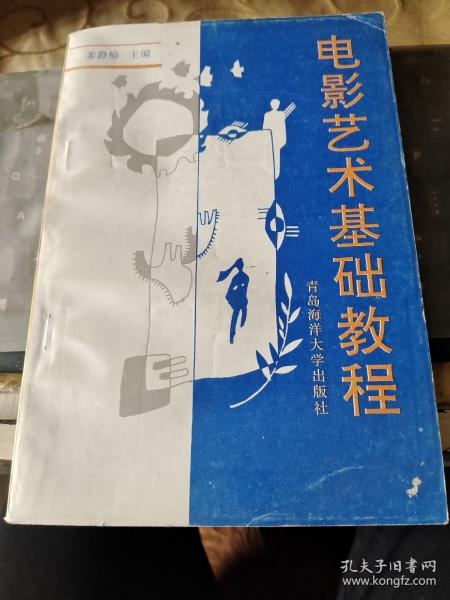 姜静楠 主编
电影艺术基础教程
青岛海洋大学出版社
孔夫子旧书网
www.kongfz.com